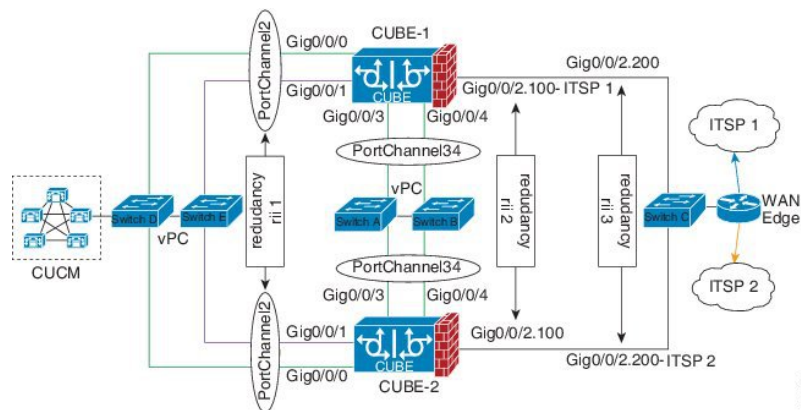 CUBE-1
Gig0/0/0
PortChannel2
Gig0/0/1
CUBE
Gig0/0/2.200
Gig0/0/2.100-ITSP 1
Gig0/0/3
Gig0/0/4
PortChannel34
ITSP 1
redudancy
rii 1
vPC
redudancy
rii 2
redudancy
rii 3
Switch D
Switch E
Switch A
Switch B
Switch C
WAN
Edge
vPC
CUCM
PortChannel34
ITSP 2
Gig0/0/3
Gig0/0/4
PortChannel2
Gig0/0/1
Gig0/0/2.100
CUBE
Gig0/0/2.200-ITSP 2
Gig0/0/0
CUBE-2